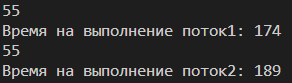 55
Время на выполнение поток1: 174
55
Время на выполнение поток2: 189